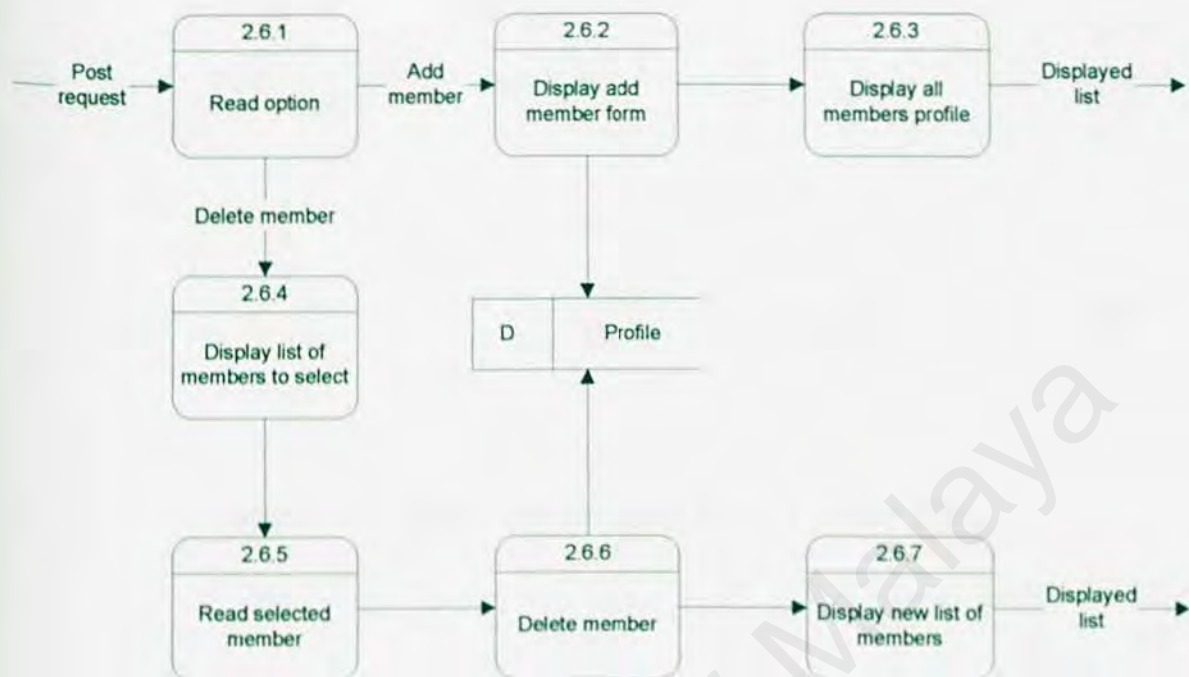 2.6.1
Read option
2.6.2
Display add
member form
2.6.3
Display all
members profile
Post
request
Add
member
Displayed
list
Delete member
2.6.4
Display list of
members to select
D
Profile
2.6.5
Read selected
member
2.6.6
Delete member
2.6.7
Display new list of
members
Displayed
list
Malaya